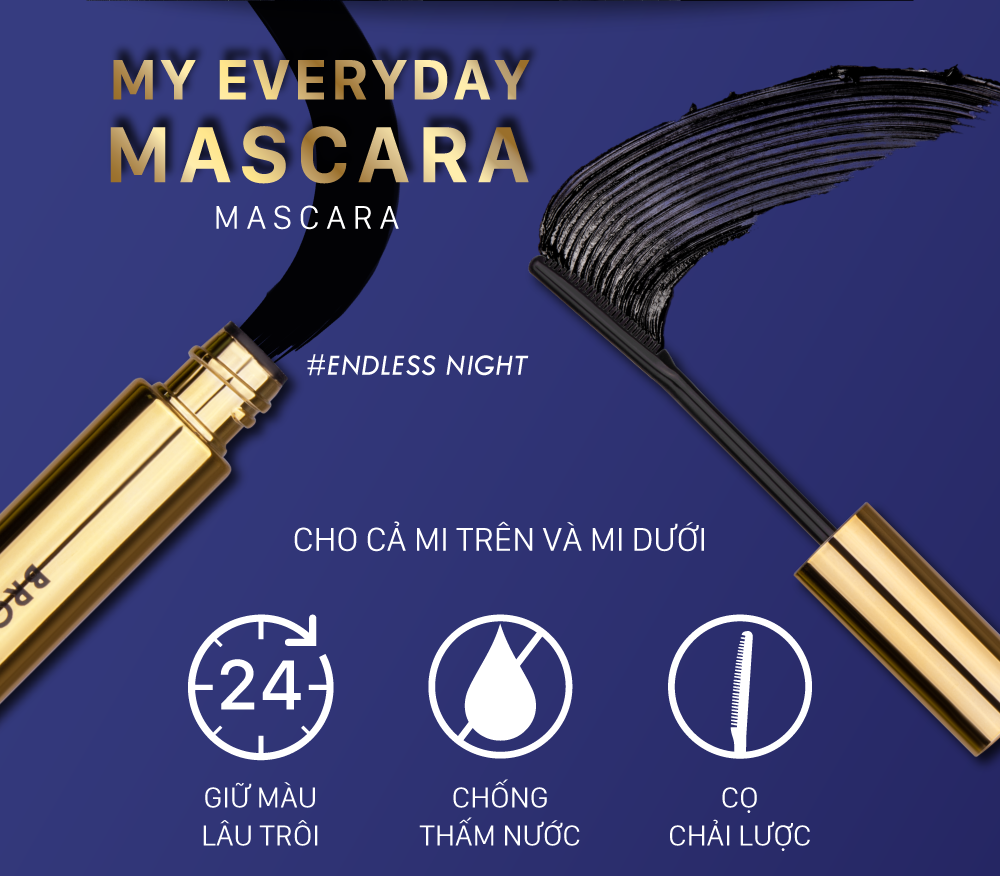 MY EVERYDAY
MASCARA
MASCARA
#ENDLESS NIGHT
CHO CẢ MI TRÊN VÀ MI DƯỚI
24
GIỮ MÀU
LÂU TRÔI
CHỐNG
THẤM NƯỚC
CỌ
CHẢI LƯỢC